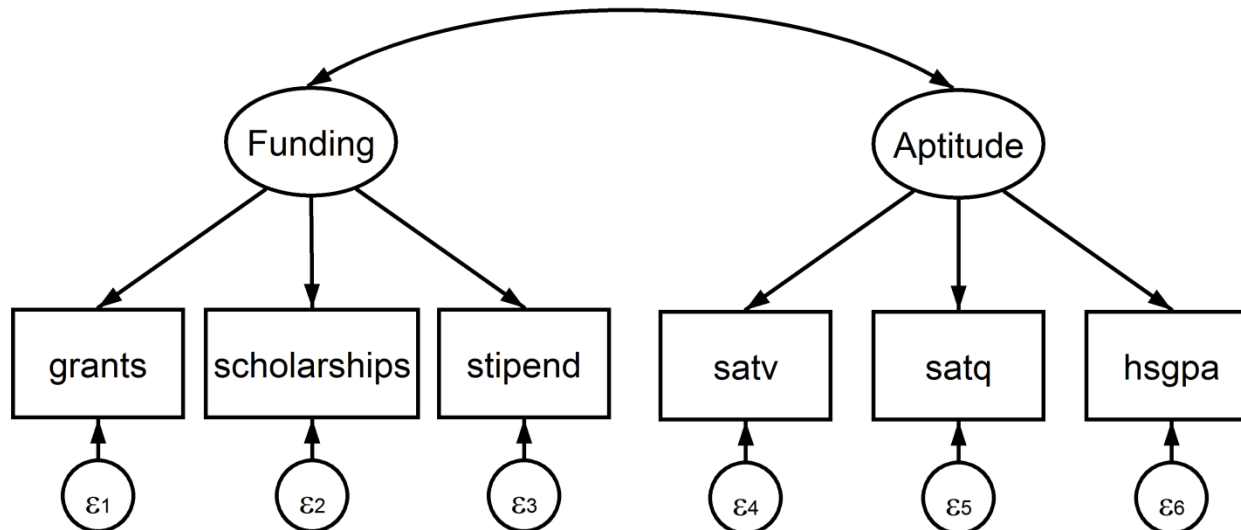 Funding
Aptitude
grants
scholarships
stipend
satv
satq
hsgpa
ε1
ε2
ε3
ε4
ε5
ε6